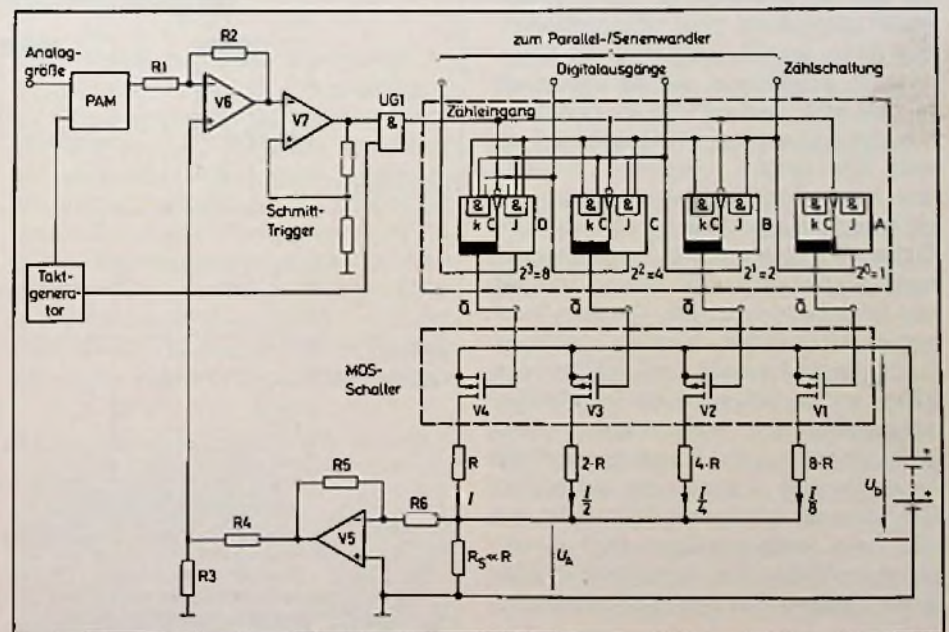 zum Parallel-/Serienwandler
Digitalausgänge
Zählschaltung
Analog-
größe
PAM
R1
R2
V6
V7
UG1
&
Zähleingang
Schmitt-
Trigger
Takt-
generator
& &
k C J D
& &
k C J C
& &
k C J B
& &
k C J A
2³=8
2²=4
2¹=2
2⁰=1
Q̄
Q̄
Q̄
Q̄
MOS-
Schalter
V4
V3
V2
V1
R
2·R
4·R
8·R
I
I/2
I/4
I/8
U_b
+
+
R5
R4
V5
R6
R3
R_S≪R
U_A